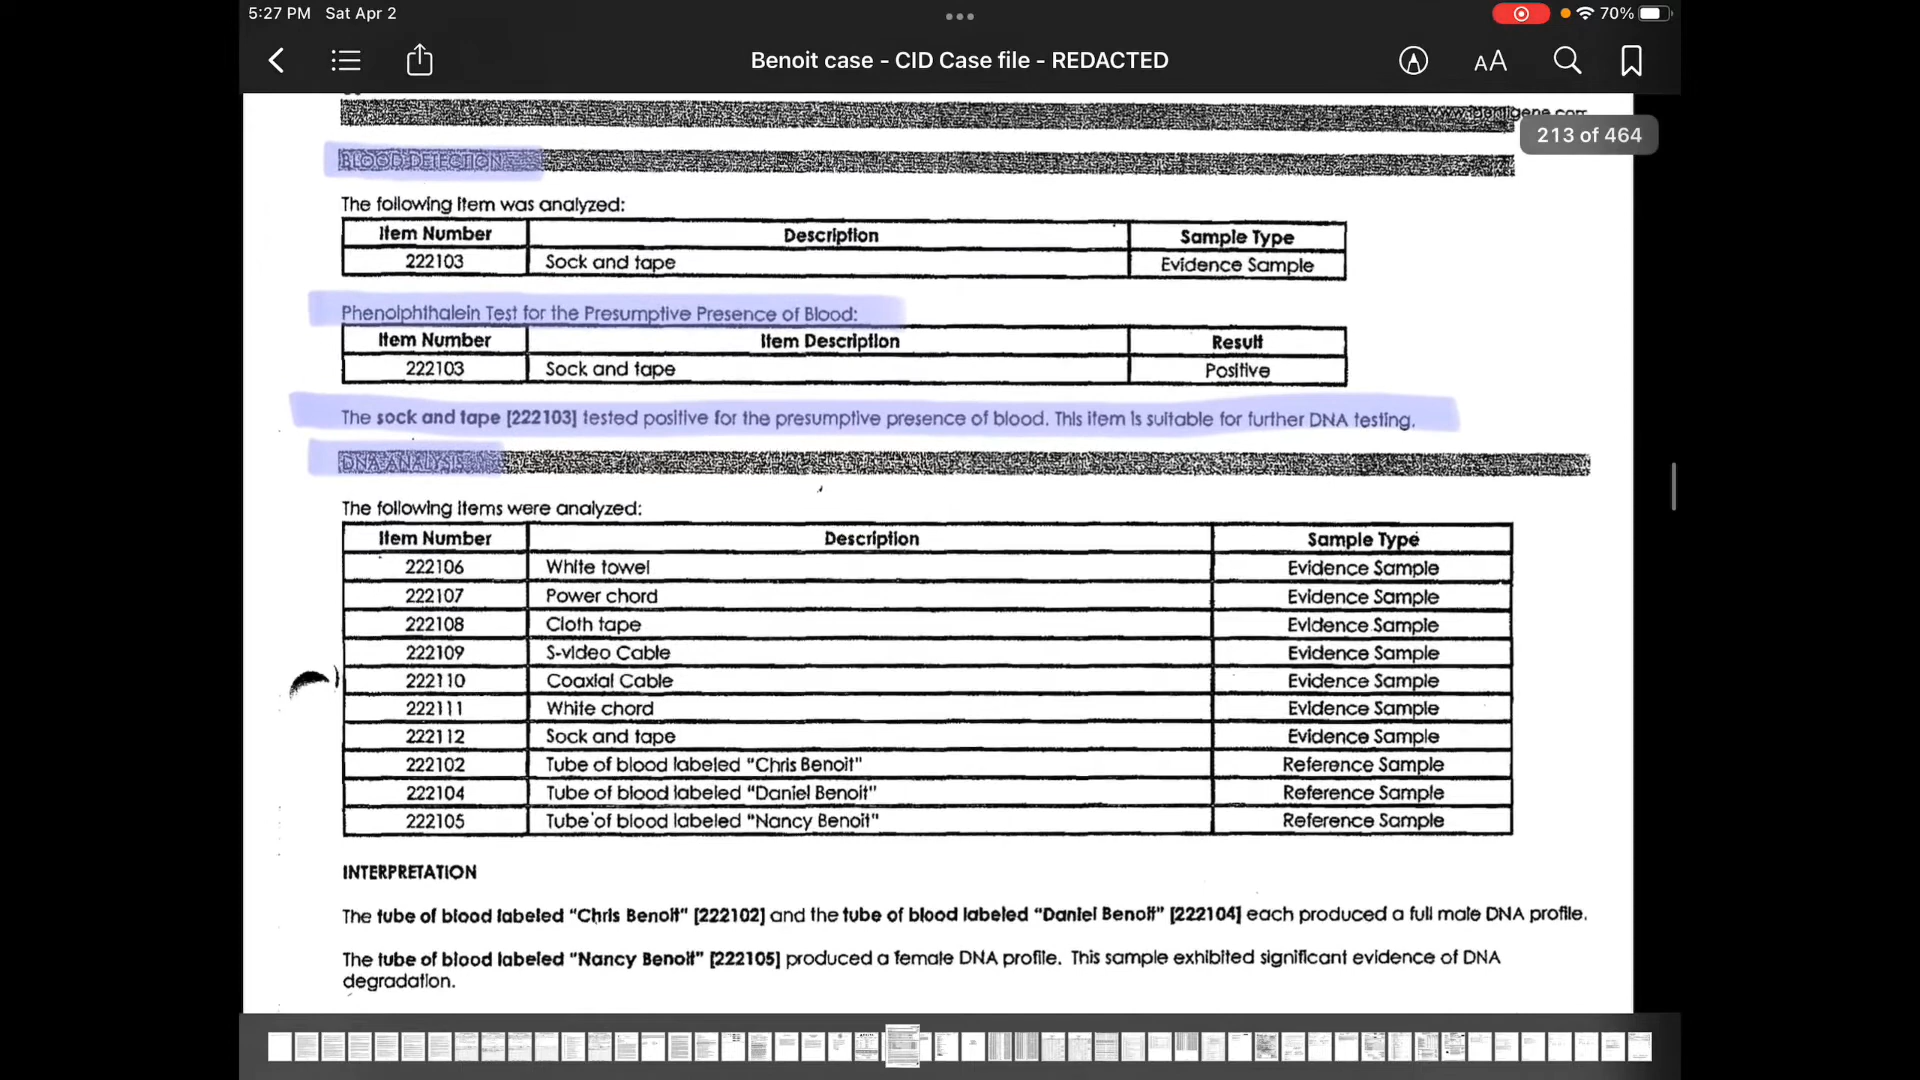 5:27 PM Sat Apr 2
70%
Benoit case - CID Case file - REDACTED
AA
www.identigene.com
213 of 464
BLOOD DETECTION
The following item was analyzed:
Item Number Description Sample Type
222103 Sock and tape Evidence Sample
Phenolphthalein Test for the Presumptive Presence of Blood:
Item Number Item Description Result
222103 Sock and tape Positive
The sock and tape [222103] tested positive for the presumptive presence of blood. This item is suitable for further DNA testing.
DNA ANALYSIS
The following items were analyzed:
Item Number Description Sample Type
222106 White towel Evidence Sample
222107 Power chord Evidence Sample
222108 Cloth tape Evidence Sample
222109 S-video Cable Evidence Sample
222110 Coaxial Cable Evidence Sample
222111 White chord Evidence Sample
222112 Sock and tape Evidence Sample
222102 Tube of blood labeled "Chris Benoit" Reference Sample
222104 Tube of blood labeled "Daniel Benoit" Reference Sample
222105 Tube of blood labeled "Nancy Benoit" Reference Sample
INTERPRETATION
The tube of blood labeled "Chris Benoit" [222102] and the tube of blood labeled "Daniel Benoit" [222104] each produced a full male DNA profile.
The tube of blood labeled "Nancy Benoit" [222105] produced a female DNA profile. This sample exhibited significant evidence of DNA
degradation.